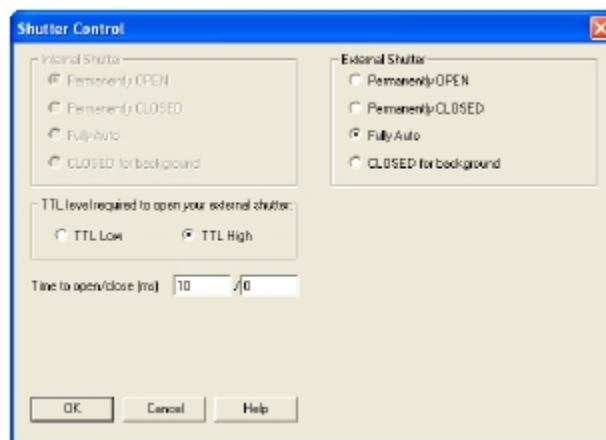 Shutter Control
Internal Shutter
Permanently OPEN
Permanently CLOSED
Fully Auto
CLOSED for background
External Shutter
Permanently OPEN
Permanently CLOSED
Fully Auto
CLOSED for background
TTL level required to open your external shutter:
TTL Low
TTL High
Time to open/close (ms) 10 / 0
OK Cancel Help